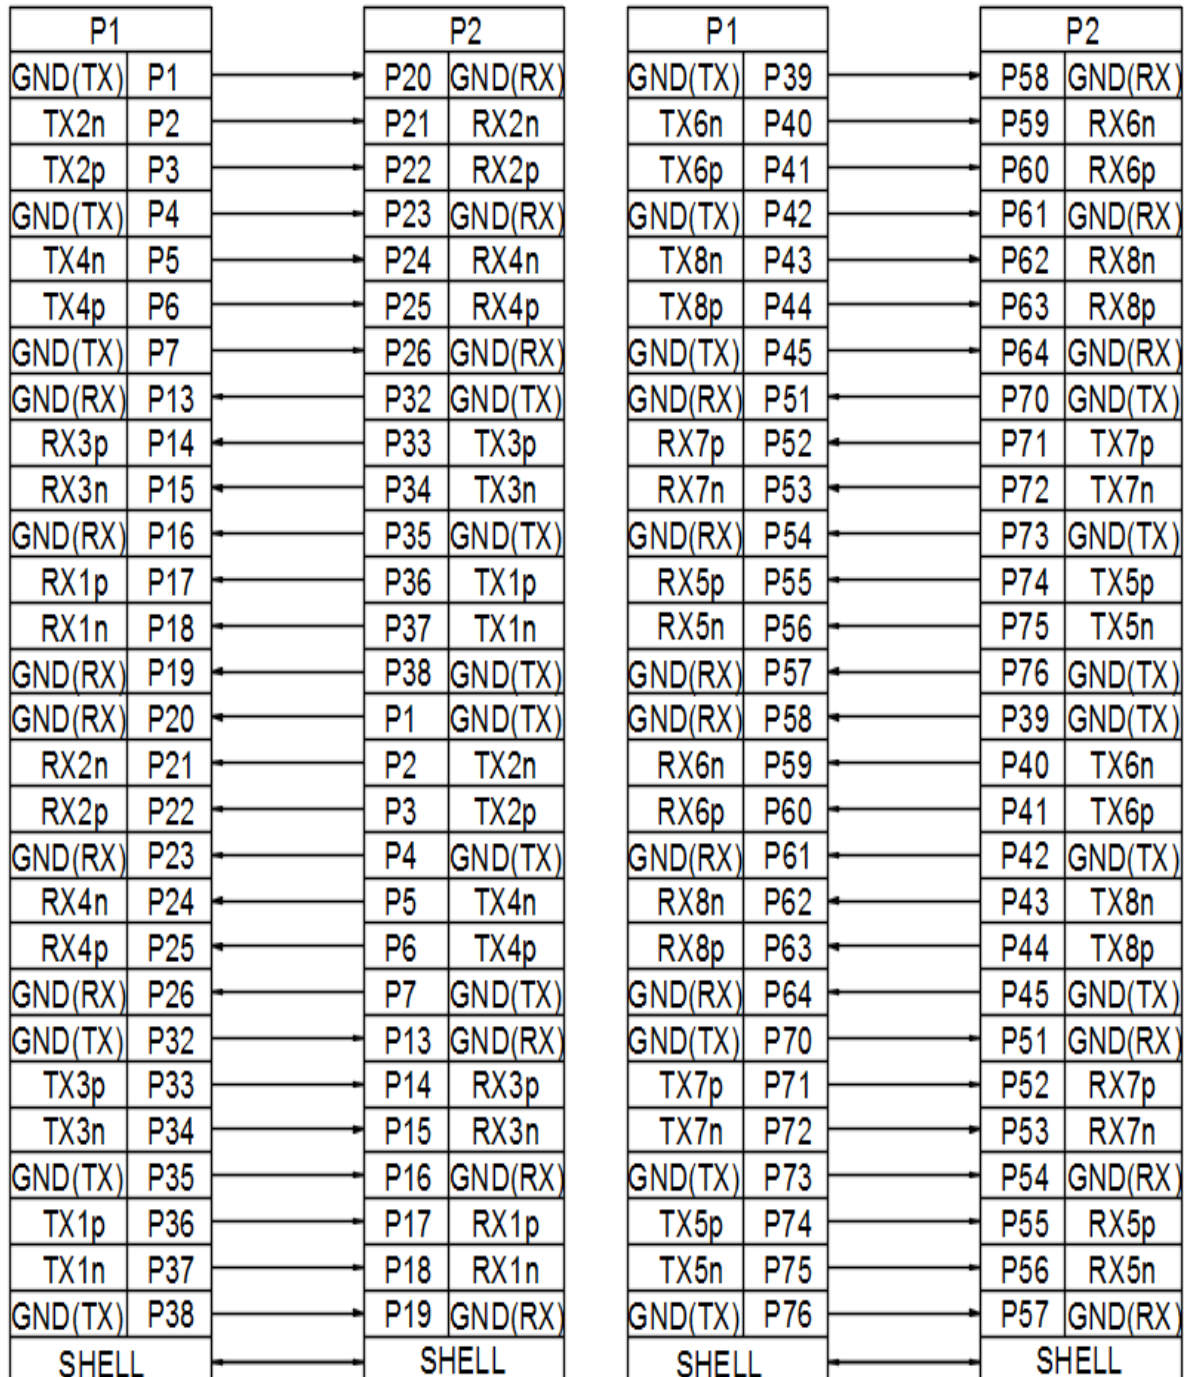 P1 P2 P1 P2
GND(TX) P1 P20 GND(RX) GND(TX) P39 P58 GND(RX)
TX2n P2 P21 RX2n TX6n P40 P59 RX6n
TX2p P3 P22 RX2p TX6p P41 P60 RX6p
GND(TX) P4 P23 GND(RX) GND(TX) P42 P61 GND(RX)
TX4n P5 P24 RX4n TX8n P43 P62 RX8n
TX4p P6 P25 RX4p TX8p P44 P63 RX8p
GND(TX) P7 P26 GND(RX) GND(TX) P45 P64 GND(RX)
GND(RX) P13 P32 GND(TX) GND(RX) P51 P70 GND(TX)
RX3p P14 P33 TX3p RX7p P52 P71 TX7p
RX3n P15 P34 TX3n RX7n P53 P72 TX7n
GND(RX) P16 P35 GND(TX) GND(RX) P54 P73 GND(TX)
RX1p P17 P36 TX1p RX5p P55 P74 TX5p
RX1n P18 P37 TX1n RX5n P56 P75 TX5n
GND(RX) P19 P38 GND(TX) GND(RX) P57 P76 GND(TX)
GND(RX) P20 P1 GND(TX) GND(RX) P58 P39 GND(TX)
RX2n P21 P2 TX2n RX6n P59 P40 TX6n
RX2p P22 P3 TX2p RX6p P60 P41 TX6p
GND(RX) P23 P4 GND(TX) GND(RX) P61 P42 GND(TX)
RX4n P24 P5 TX4n RX8n P62 P43 TX8n
RX4p P25 P6 TX4p RX8p P63 P44 TX8p
GND(RX) P26 P7 GND(TX) GND(RX) P64 P45 GND(TX)
GND(TX) P32 P13 GND(RX) GND(TX) P70 P51 GND(RX)
TX3p P33 P14 RX3p TX7p P71 P52 RX7p
TX3n P34 P15 RX3n TX7n P72 P53 RX7n
GND(TX) P35 P16 GND(RX) GND(TX) P73 P54 GND(RX)
TX1p P36 P17 RX1p TX5p P74 P55 RX5p
TX1n P37 P18 RX1n TX5n P75 P56 RX5n
GND(TX) P38 P19 GND(RX) GND(TX) P76 P57 GND(RX)
SHELL SHELL SHELL SHELL